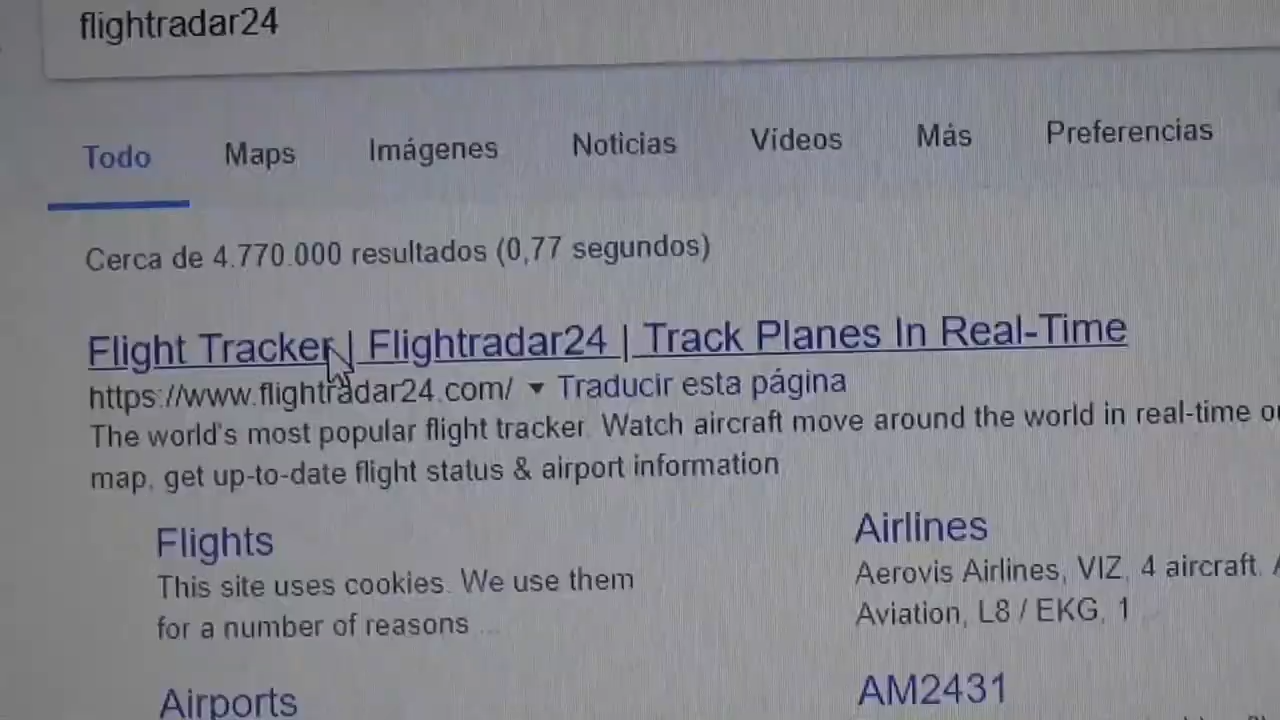 flightradar24
Todo Maps Imágenes Noticias Vídeos Más Preferencias
Cerca de 4.770.000 resultados (0,77 segundos)
Flight Tracker | Flightradar24 | Track Planes In Real-Time
https://www.flightradar24.com/ ▾ Traducir esta página
The world's most popular flight tracker. Watch aircraft move around the world in real-time
map, get up-to-date flight status & airport information
Flights
This site uses cookies. We use them
for a number of reasons ...
Airlines
Aerovis Airlines, VIZ, 4 aircraft.
Aviation, L8 / EKG, 1
Airports
AM2431